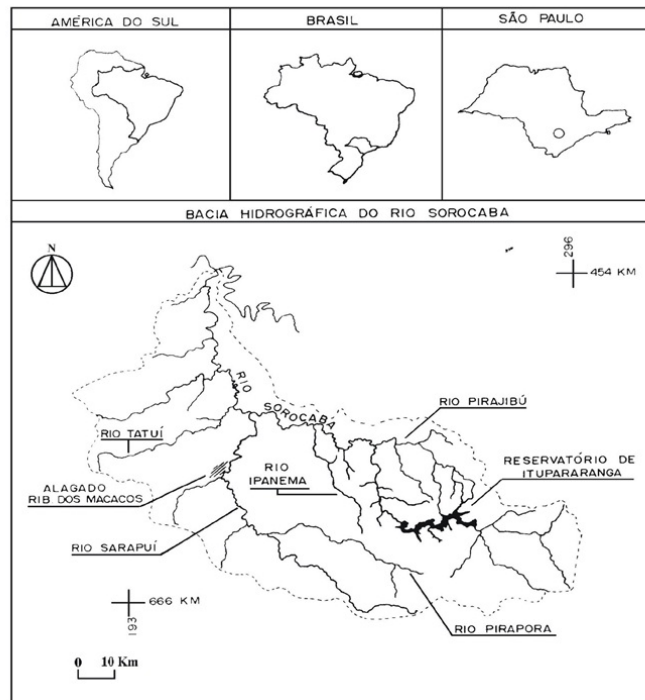 AMÉRICA DO SUL
BRASIL
SÃO PAULO
BACIA HIDROGRÁFICA DO RIO SOROCABA
N
296
454 KM
RIO SOROCABA
RIO PIRAJIBÚ
RIO TATUÍ
RIO
IPANEMA
RESERVATÓRIO DE
ITUPARARANGA
ALAGADO
RIB. DOS MACACOS
RIO SARAPUÍ
666 KM
193
RIO PIRAPORA
0 10 Km